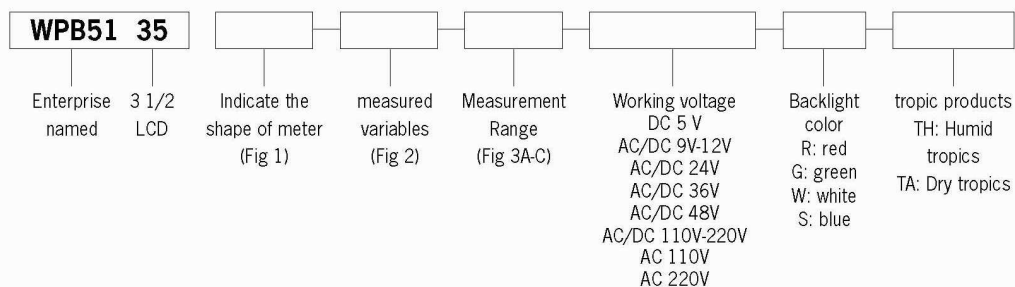 WPB51 35
Enterprise named
3 1/2 LCD
Indicate the
shape of meter
(Fig 1)
measured
variables
(Fig 2)
Measurement
Range
(Fig 3A-C)
Working voltage
DC 5 V
AC/DC 9V-12V
AC/DC 24V
AC/DC 36V
AC/DC 48V
AC/DC 110V-220V
AC 110V
AC 220V
Backlight
color
R: red
G: green
W: white
S: blue
tropic products
TH: Humid
tropics
TA: Dry tropics